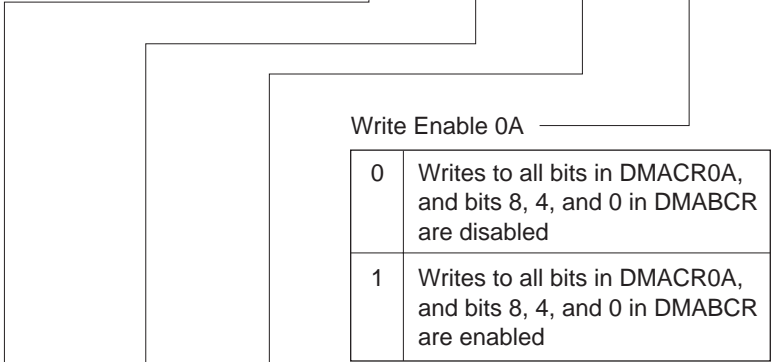 Write Enable 0A
0 Writes to all bits in DMACR0A,
and bits 8, 4, and 0 in DMABCR
are disabled
1 Writes to all bits in DMACR0A,
and bits 8, 4, and 0 in DMABCR
are enabled